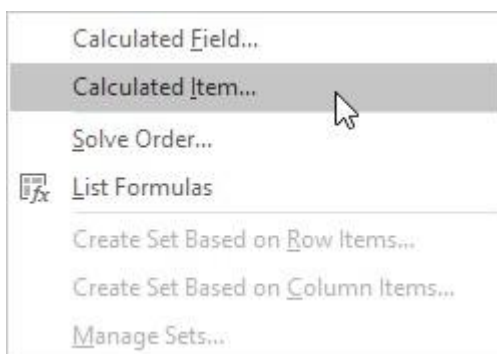 Calculated Field...
Calculated Item...
Solve Order...
fx List Formulas
Create Set Based on Row Items...
Create Set Based on Column Items...
Manage Sets...